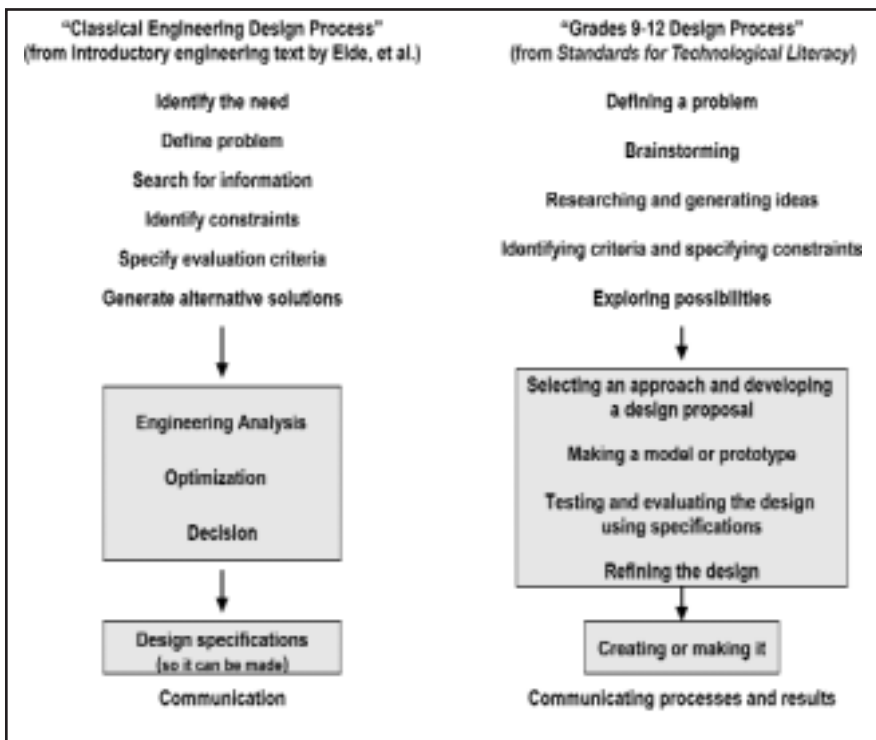 "Classical Engineering Design Process"
(from Introductory engineering text by Eide, et al.)
Identify the need
Define problem
Search for information
Identify constraints
Specify evaluation criteria
Generate alternative solutions
Engineering Analysis
Optimization
Decision
Design specifications
(so it can be made)
Communication
"Grades 9-12 Design Process"
(from Standards for Technological Literacy)
Defining a problem
Brainstorming
Researching and generating ideas
Identifying criteria and specifying constraints
Exploring possibilities
Selecting an approach and developing
a design proposal
Making a model or prototype
Testing and evaluating the design
using specifications
Refining the design
Creating or making it
Communicating processes and results